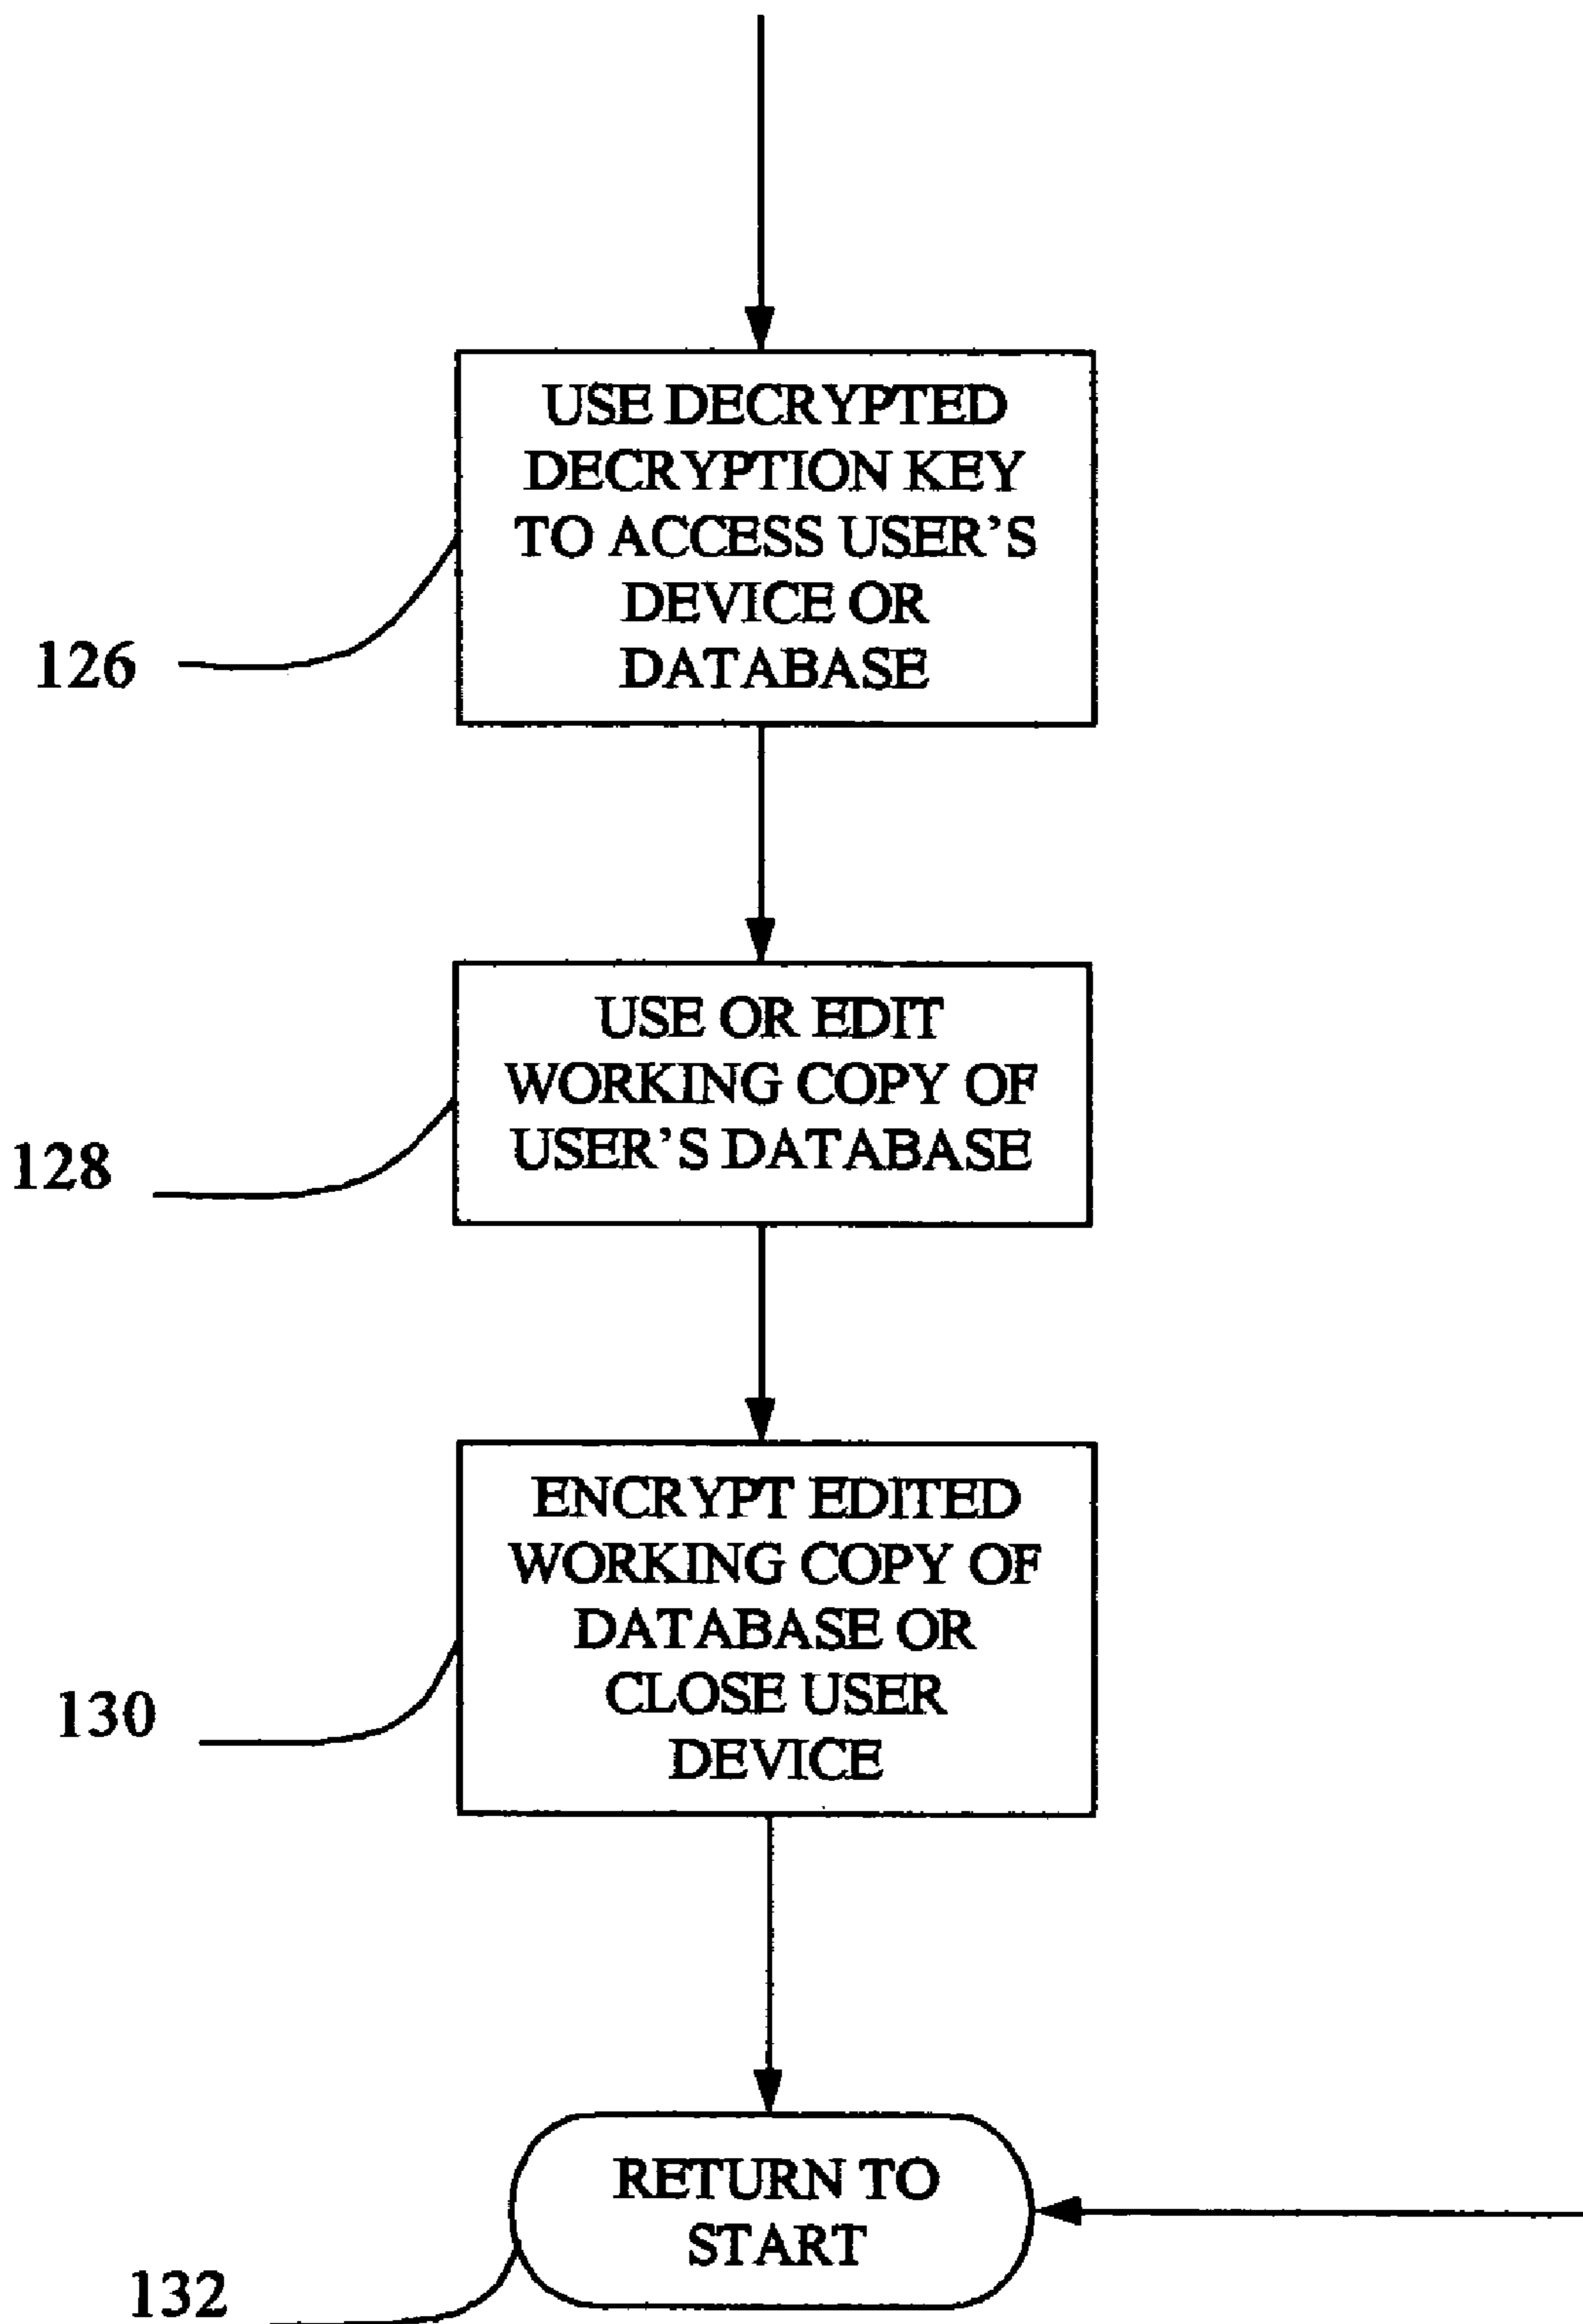 USE DECRYPTED
DECRYPTION KEY
TO ACCESS USER'S
DEVICE OR
DATABASE
126
USE OR EDIT
WORKING COPY OF
USER'S DATABASE
128
ENCRYPT EDITED
WORKING COPY OF
DATABASE OR
CLOSE USER
DEVICE
130
RETURN TO
START
132